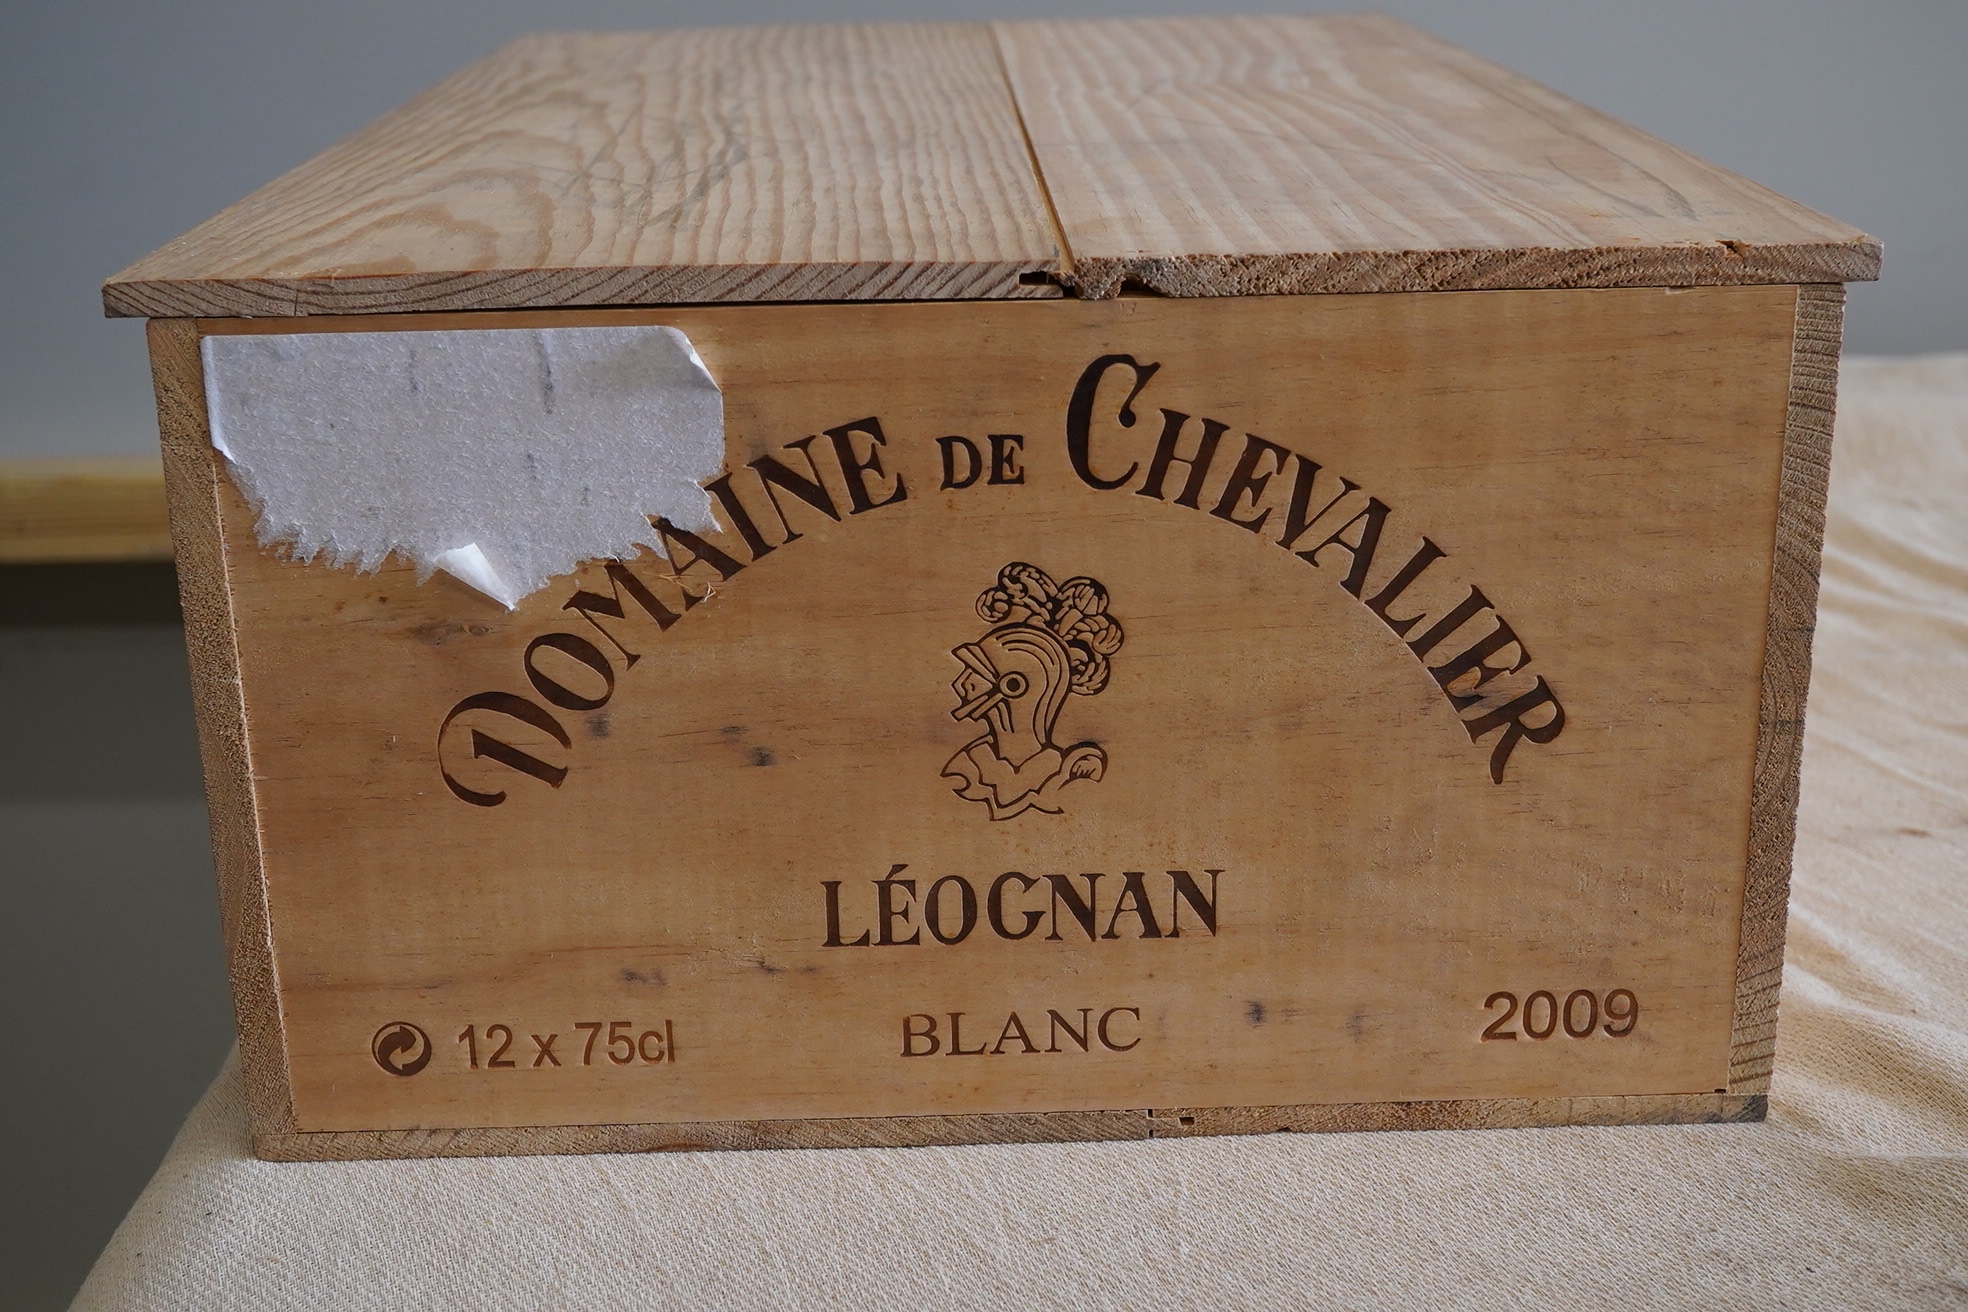 DOMAINE DE CHEVALIER
LÉOGNAN
12 x 75cl BLANC 2009